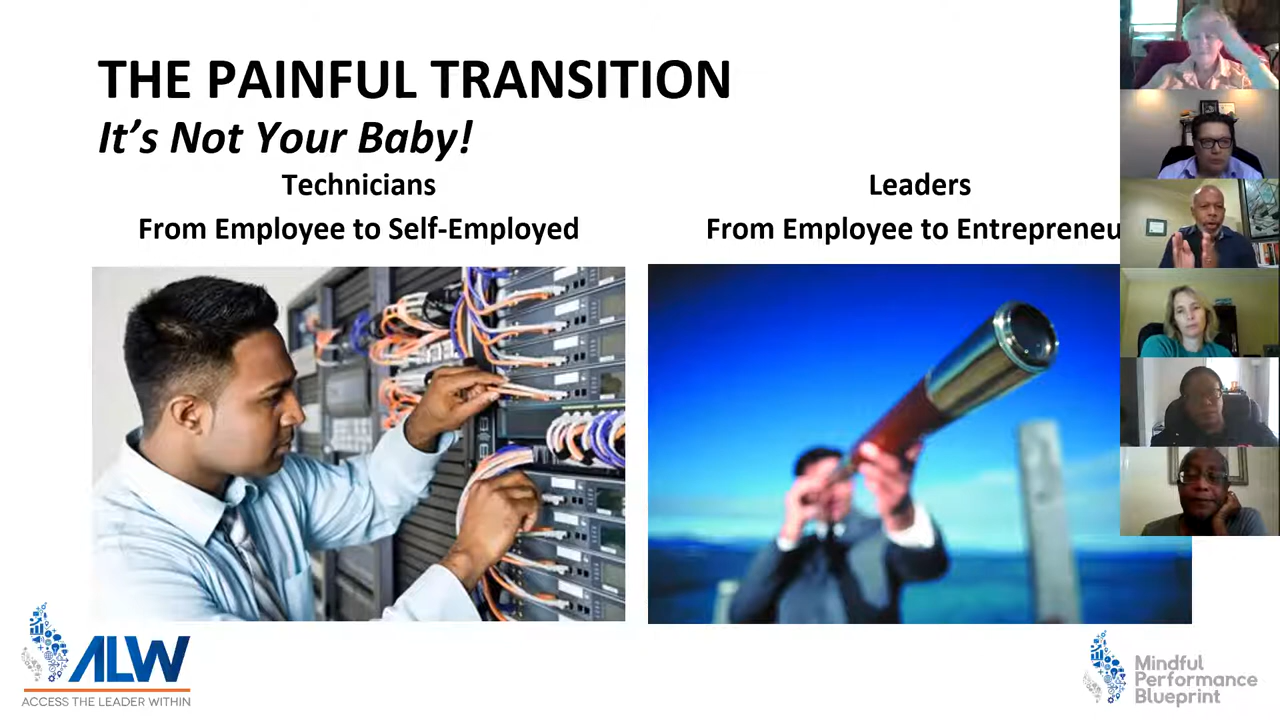 THE PAINFUL TRANSITION
It's Not Your Baby!
Technicians
From Employee to Self-Employed
Leaders
From Employee to Entrepreneu
ALW
ACCESS THE LEADER WITHIN
Mindful
Performance
Blueprint